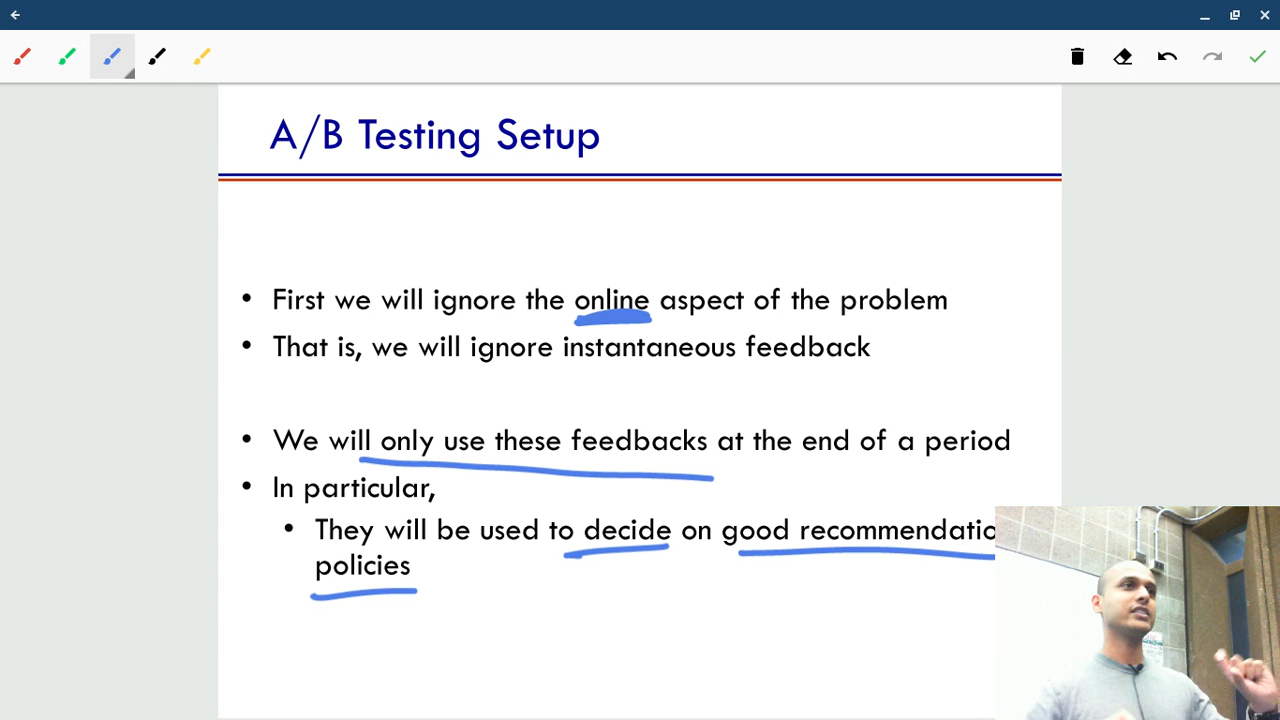 A/B Testing Setup
• First we will ignore the online aspect of the problem
• That is, we will ignore instantaneous feedback
• We will only use these feedbacks at the end of a period
• In particular,
• They will be used to decide on good recommendatio
policies